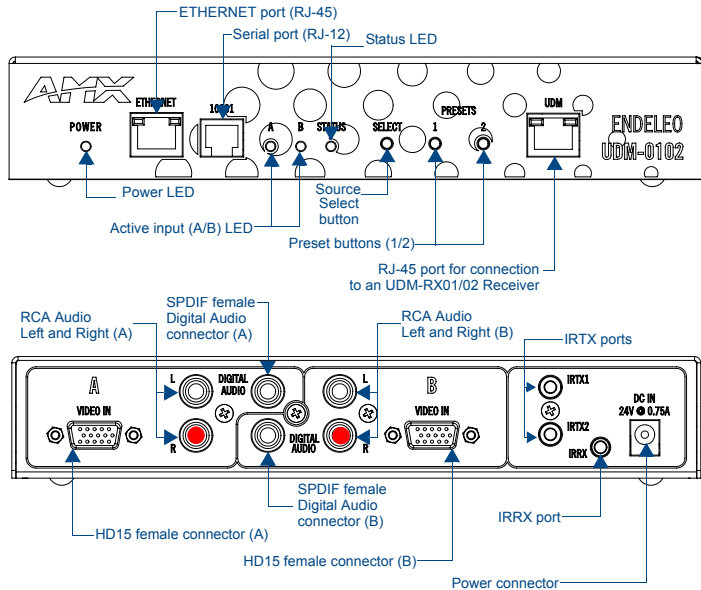 ETHERNET port (RJ-45)
Serial port (RJ-12)
Status LED
AMX
POWER
ETHERNET
A
B
STATUS
SELECT
PRESETS
1
2
UDM
ENDELEO
UDM-0102
Power LED
Active input (A/B) LED
Source
Select
button
Preset buttons (1/2)
RJ-45 port for connection
to an UDM-RX01/02 Receiver
RCA Audio
Left and Right (A)
SPDIF female
Digital Audio
connector (A)
RCA Audio
Left and Right (B)
IRTX ports
A
VIDEO IN
L
R
DIGITAL
AUDIO
DIGITAL
AUDIO
L
R
B
VIDEO IN
IRTX1
IRTX2
IRRX
DC IN
24V @ 0.75A
SPDIF female
Digital Audio
connector (B)
IRRX port
HD15 female connector (A)
HD15 female connector (B)
Power connector